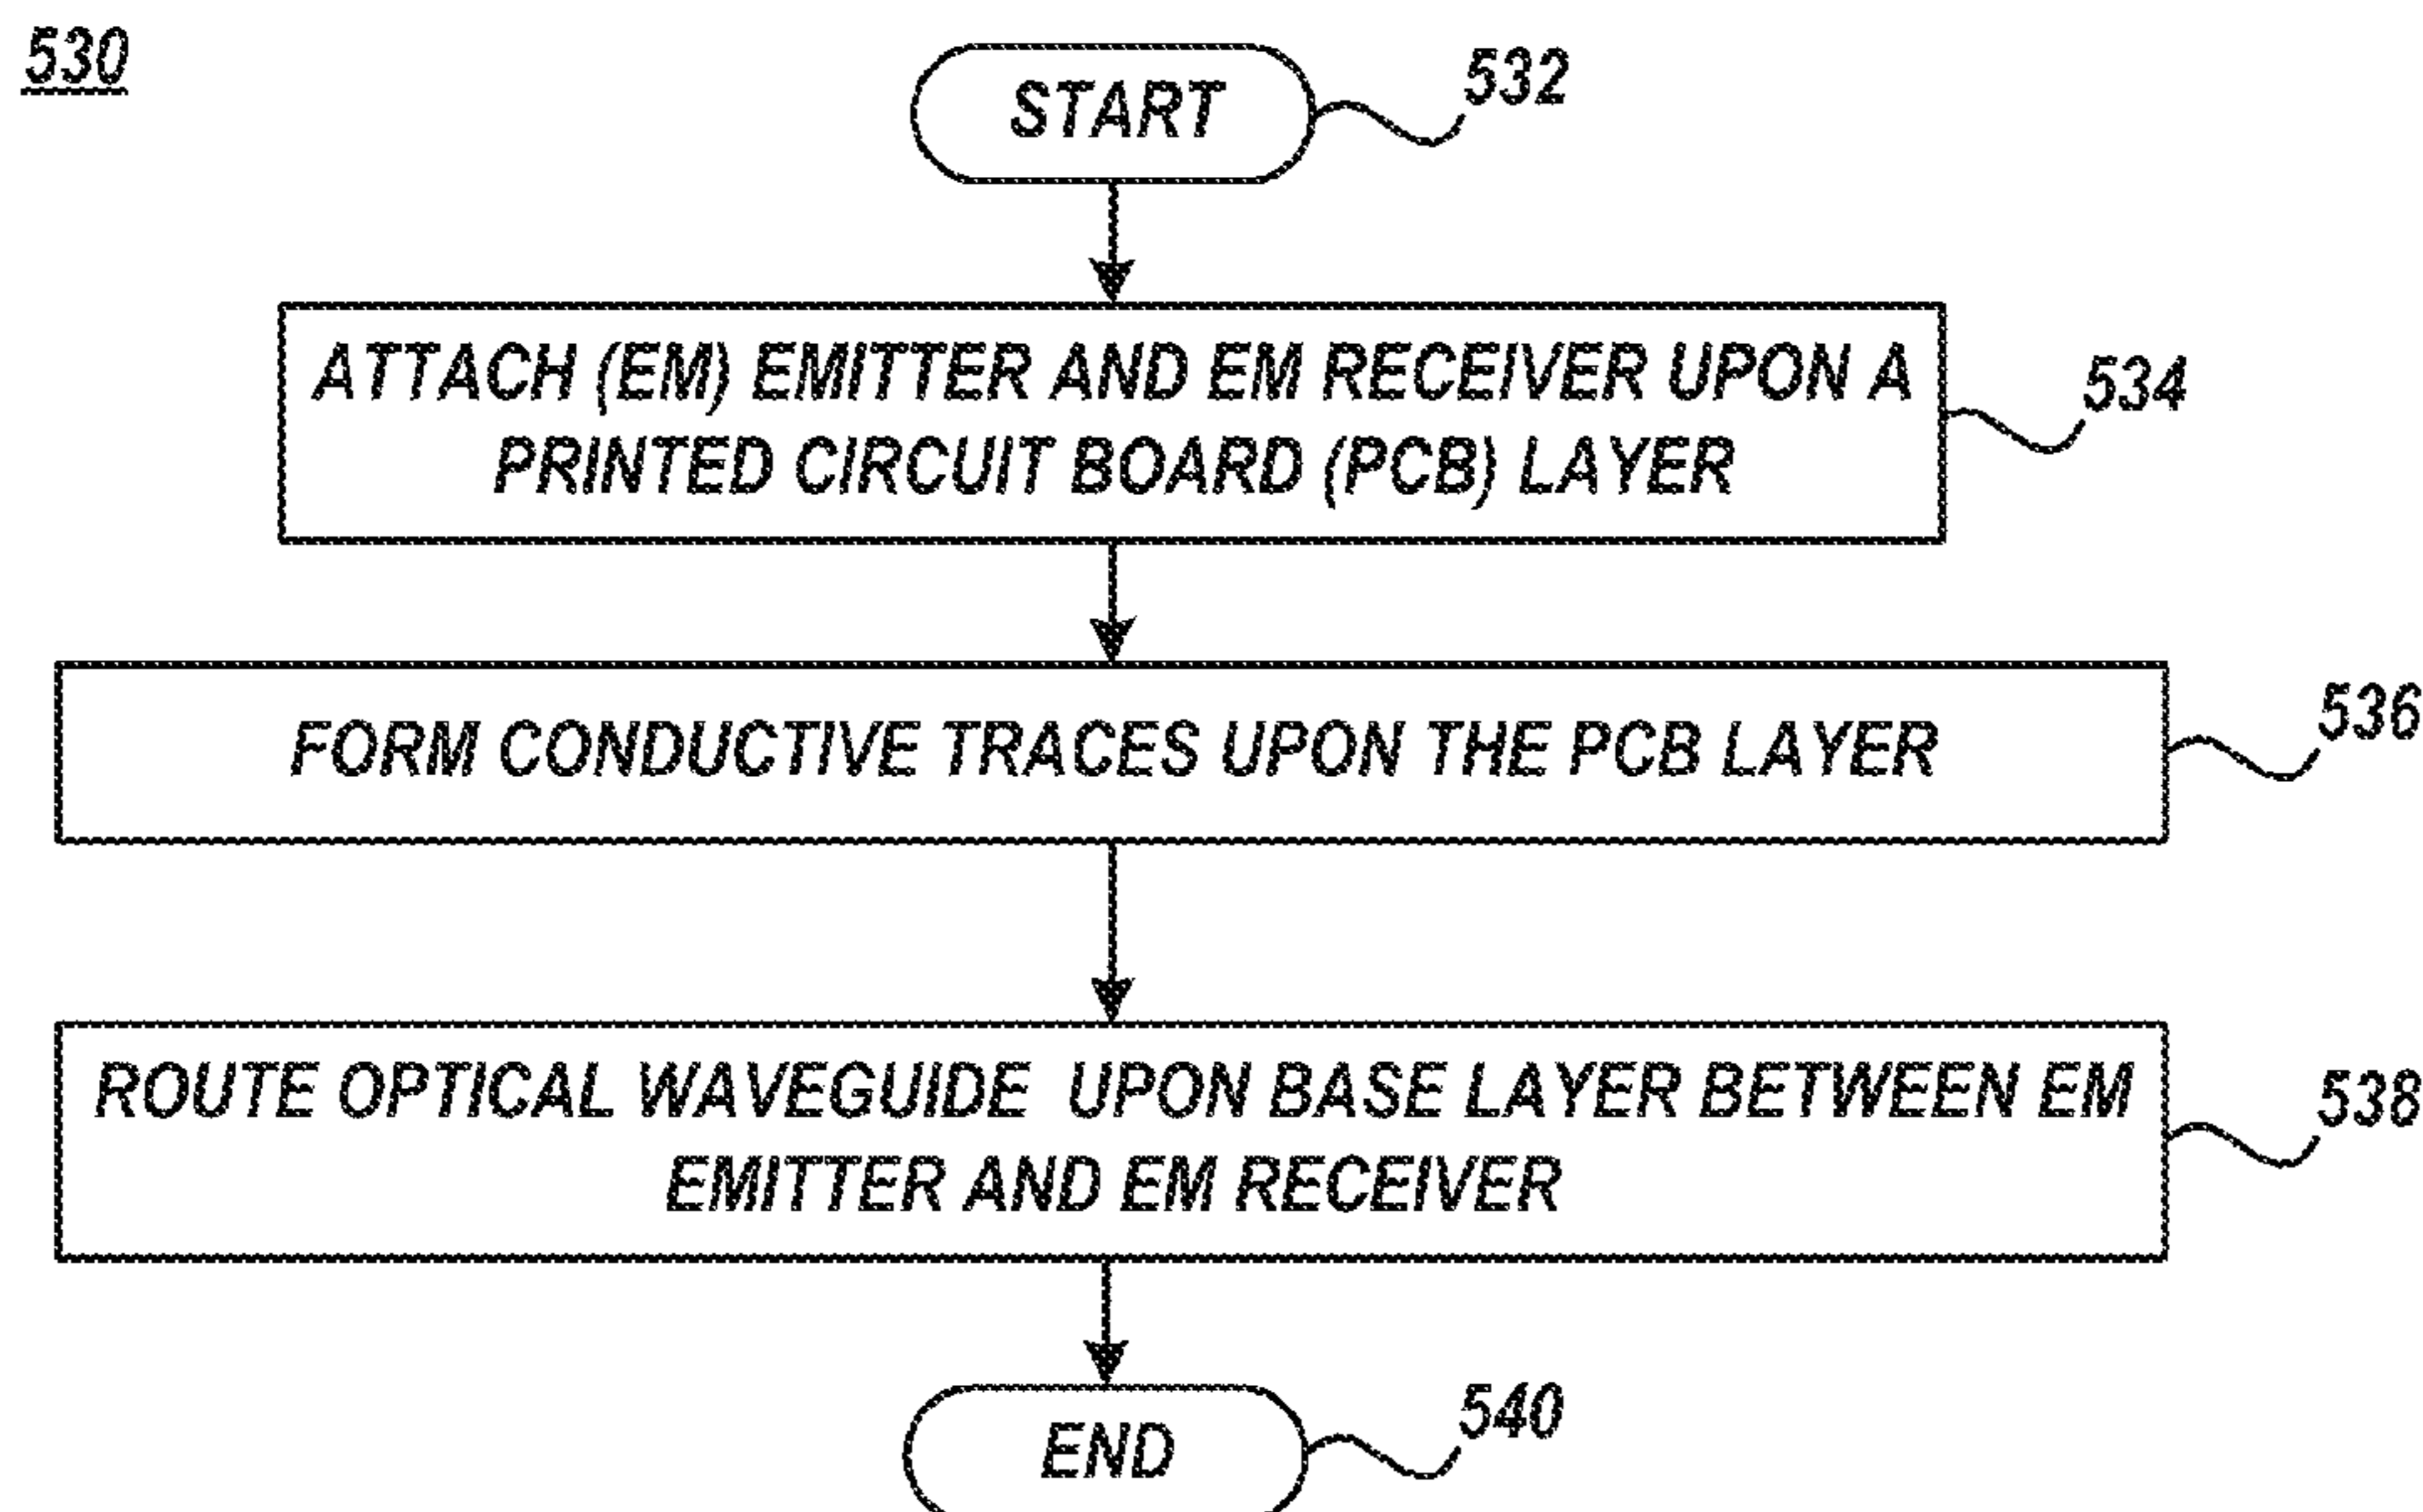 530
START
532
ATTACH (EM) EMITTER AND EM RECEIVER UPON A
PRINTED CIRCUIT BOARD (PCB) LAYER
534
FORM CONDUCTIVE TRACES UPON THE PCB LAYER
536
ROUTE OPTICAL WAVEGUIDE UPON BASE LAYER BETWEEN EM
EMITTER AND EM RECEIVER
538
END
540